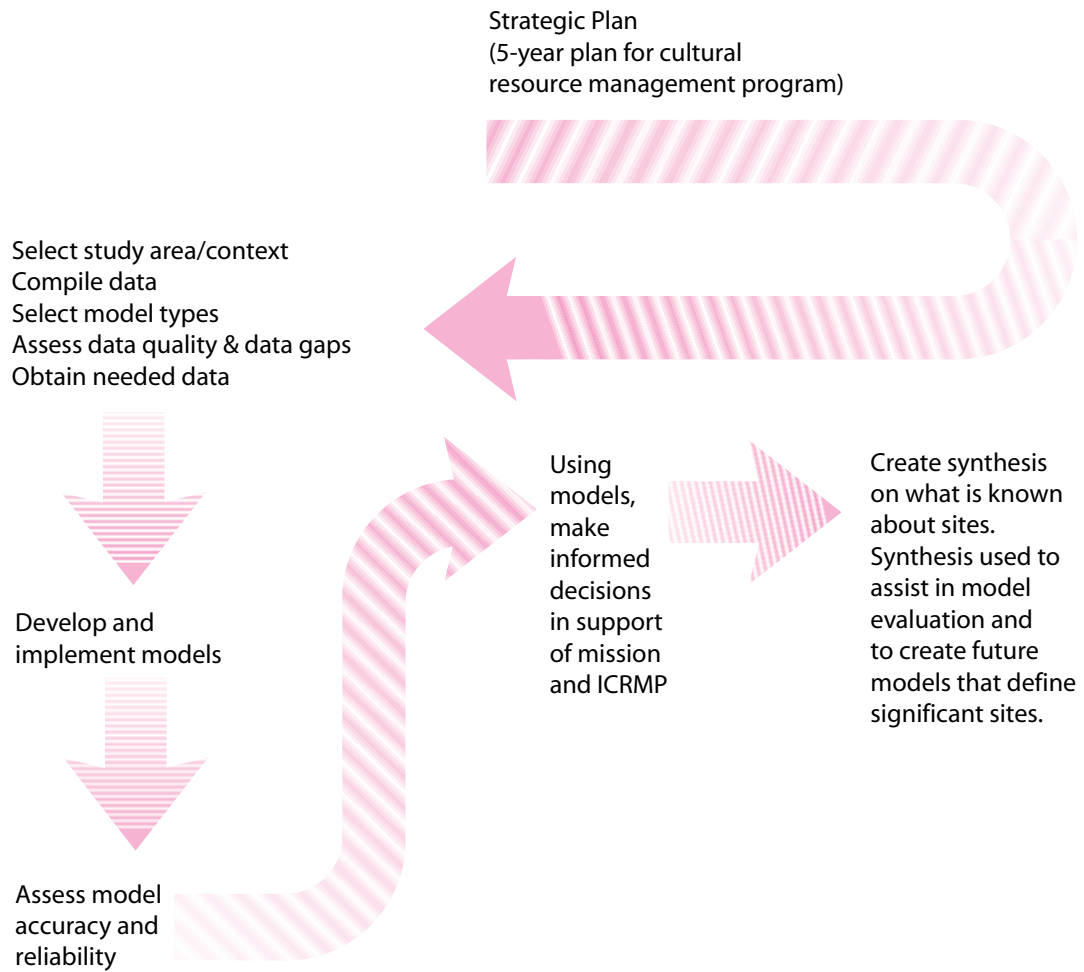 Strategic Plan
(5-year plan for cultural
resource management program)
Select study area/context
Compile data
Select model types
Assess data quality & data gaps
Obtain needed data
Develop and
implement models
Assess model
accuracy and
reliability
Using
models,
make
informed
decisions
in support
of mission
and ICRMP
Create synthesis
on what is known
about sites.
Synthesis used to
assist in model
evaluation and
to create future
models that define
significant sites.